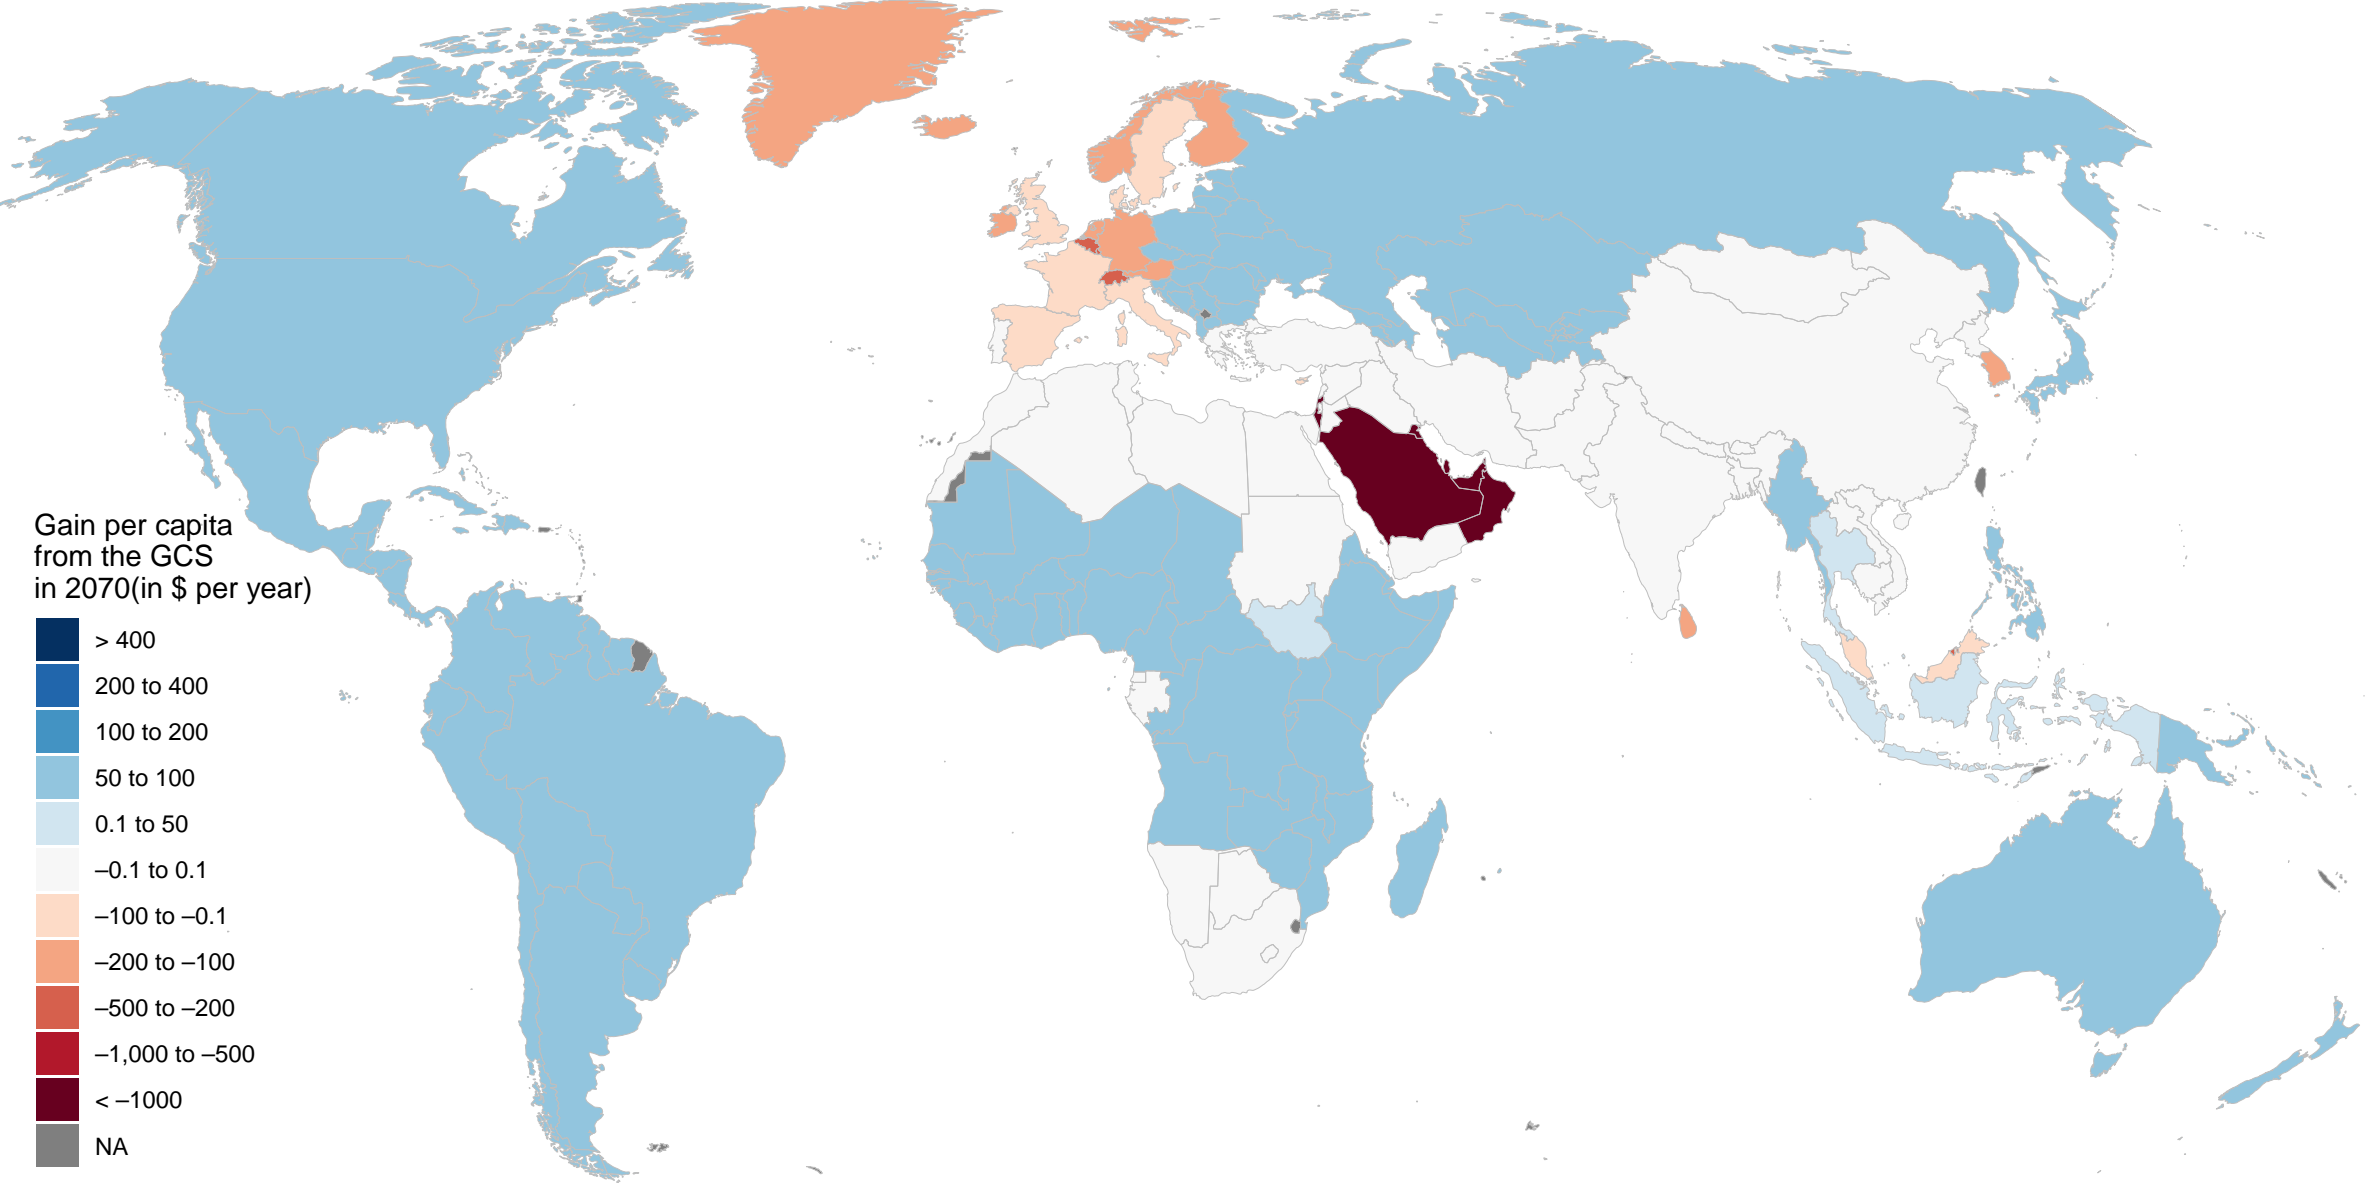 Gain per capita
from the GCS
in 2070(in $ per year)
> 400
200 to 400
100 to 200
50 to 100
0.1 to 50
–0.1 to 0.1
–100 to –0.1
–200 to –100
–500 to –200
–1,000 to –500
< –1000
NA